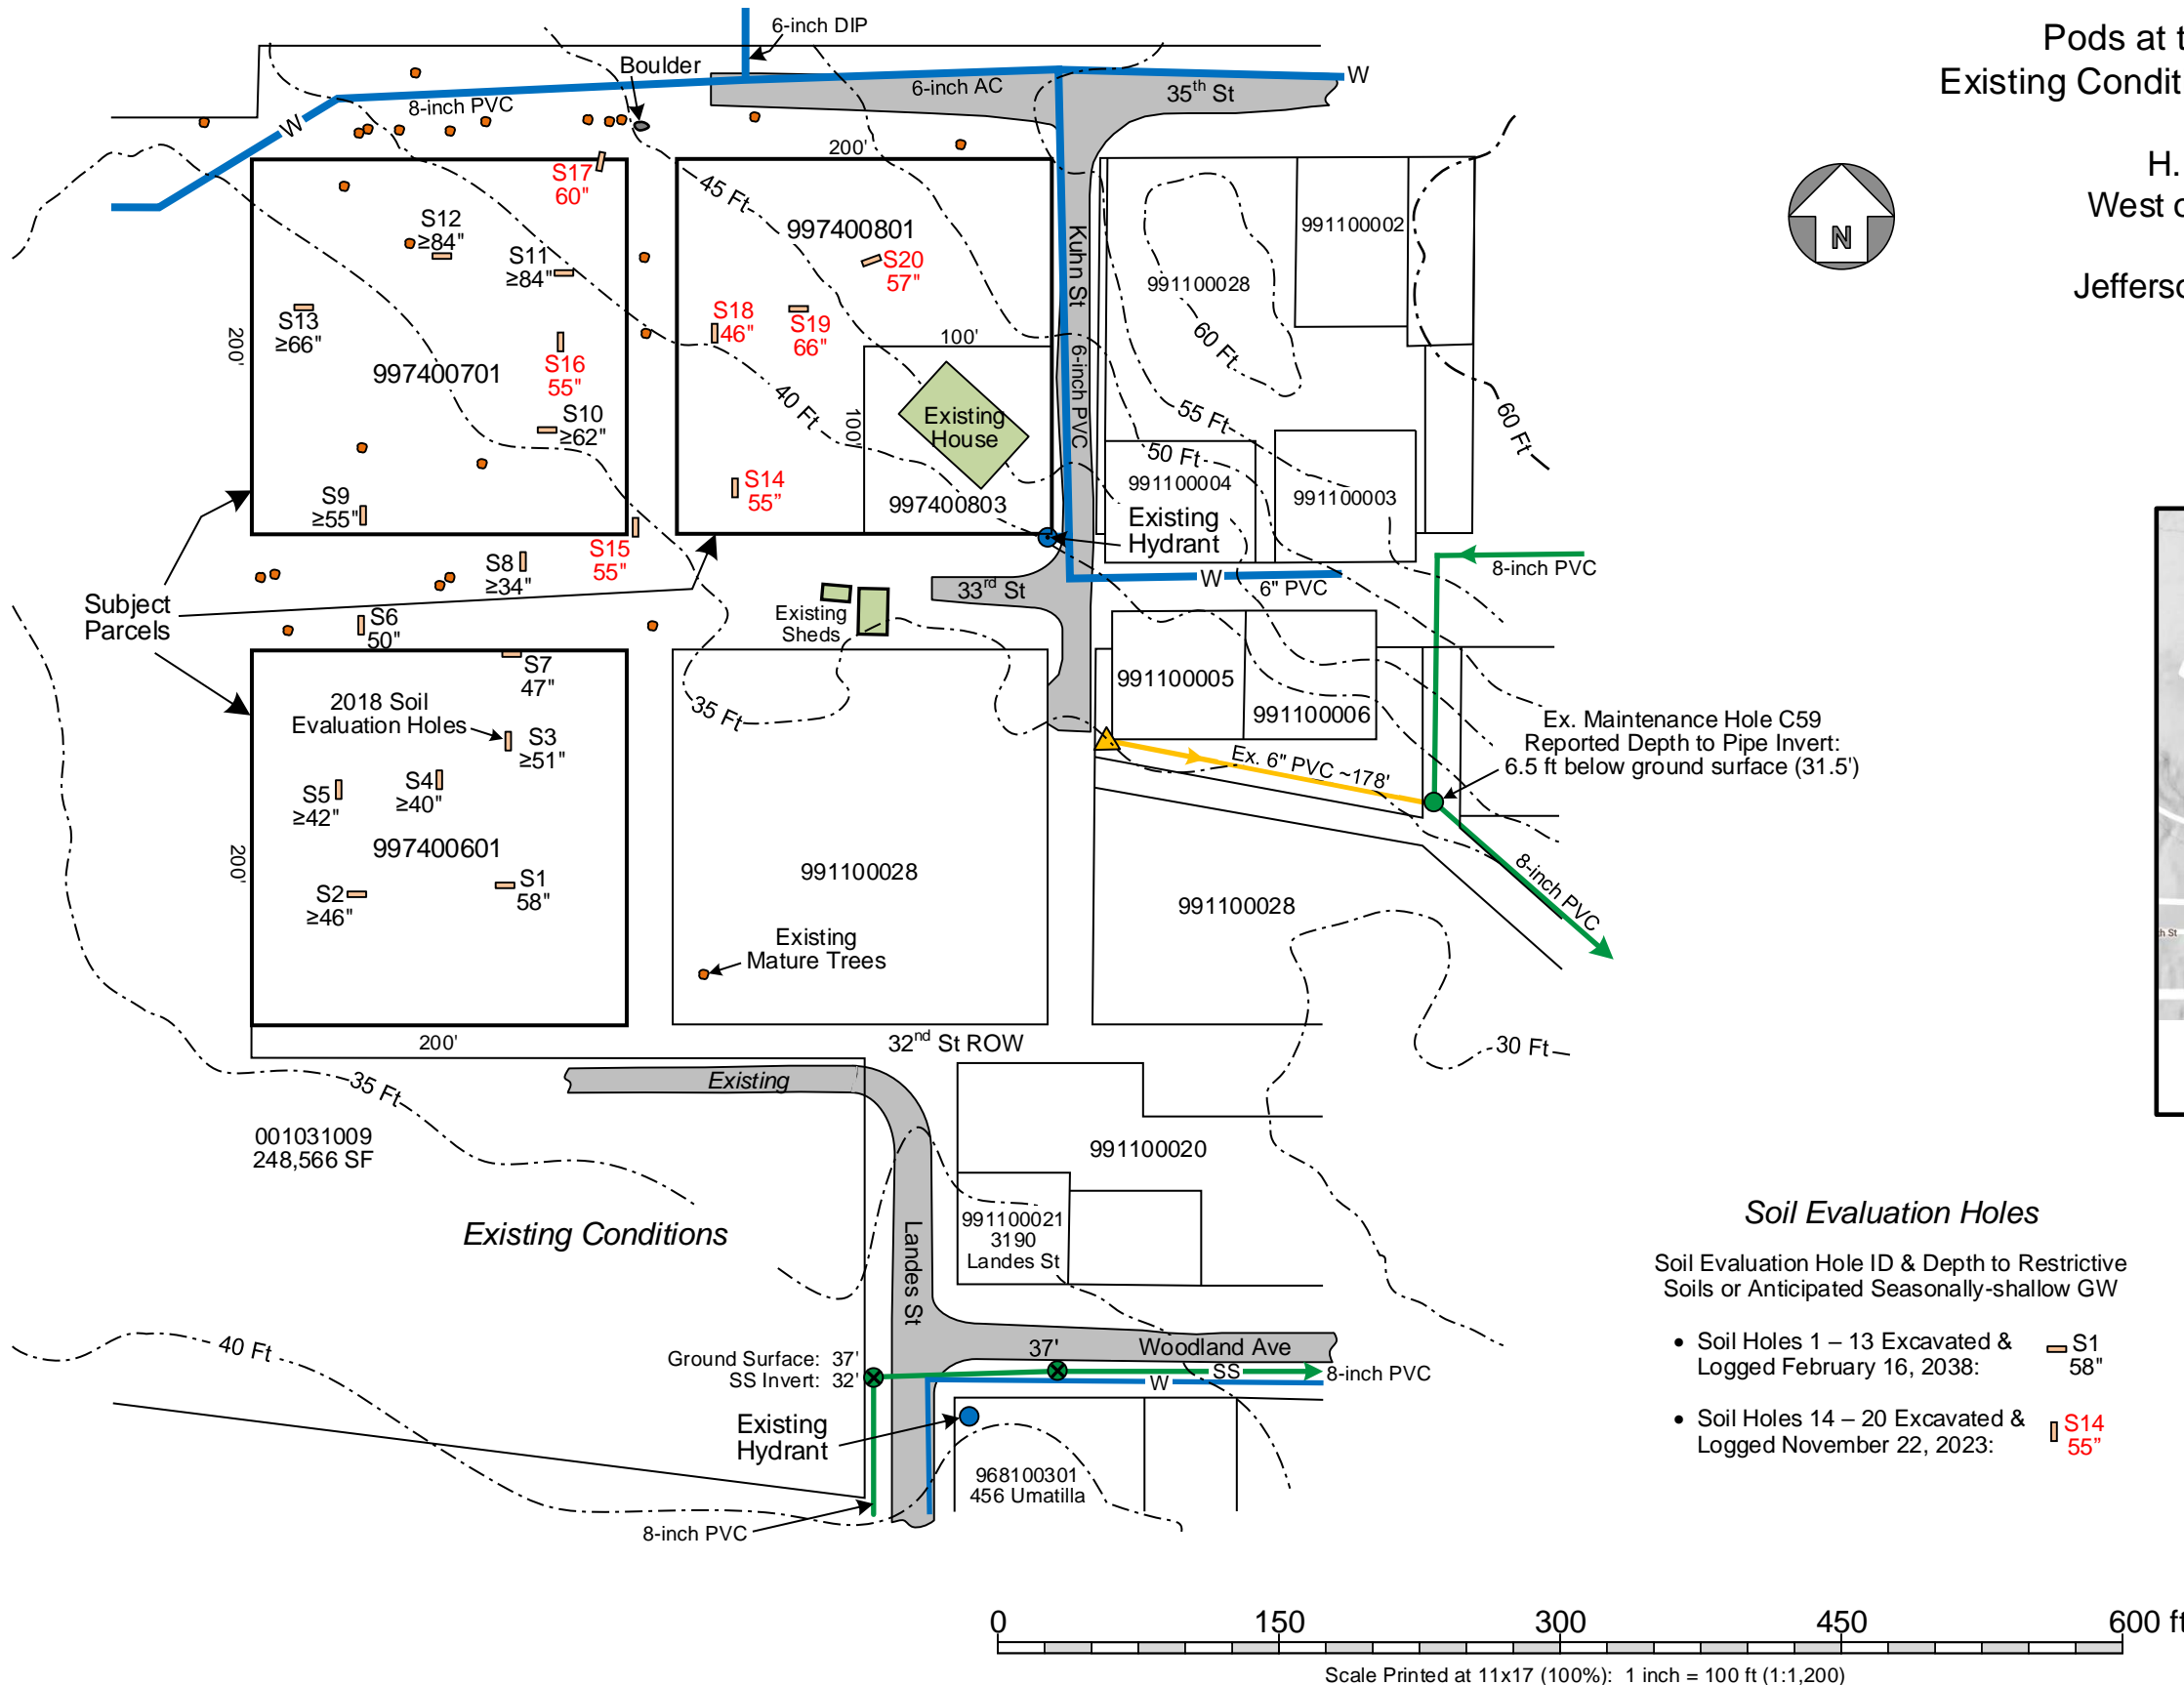 Pods at t
Existing Condit
H.
West o
Jefferso
6-inch DIP
Boulder
W
8-inch PVC
6-inch AC
35th St
W
200'
S17
60"
45 Ft
997400801
S20
57"
Kuhn St
991100002
991100028
60 Ft
N
S12
≥84"
S11
≥84"
S13
≥66"
200'
997400701
S16
55"
S18
46"
S19
66"
100'
40 Ft
100'
Existing
House
6-inch PVC
55 Ft
60 Ft
S10
≥62"
50 Ft
991100004
991100003
S9
≥55"
S14
55"
997400803
Existing
Hydrant
S15
55"
S8
≥34"
33rd St
W
6" PVC
8-inch PVC
Subject
Parcels
S6
50"
Existing
Sheds
S7
47"
991100005
991100006
35 Ft
2018 Soil
Evaluation Holes
S3
≥51"
Ex. Maintenance Hole C59
Reported Depth to Pipe Invert:
6.5 ft below ground surface (31.5')
Ex. 6" PVC ~178'
S5
≥42"
S4
≥40"
997400601
200'
S2
≥46"
S1
58"
991100028
991100028
8-inch PVC
h St
Existing
Mature Trees
200'
32nd St ROW
30 Ft
Existing
35 Ft
001031009
248,566 SF
991100020
Existing Conditions
Landes St
991100021
3190
Landes St
Soil Evaluation Holes
Soil Evaluation Hole ID & Depth to Restrictive
Soils or Anticipated Seasonally-shallow GW
• Soil Holes 1 – 13 Excavated &
Logged February 16, 2038:
S1
58"
• Soil Holes 14 – 20 Excavated &
Logged November 22, 2023:
S14
55"
40 Ft
Ground Surface: 37'
SS Invert: 32'
37'
Woodland Ave
SS
8-inch PVC
W
Existing
Hydrant
968100301
456 Umatilla
8-inch PVC
0 150 300 450 600 ft
Scale Printed at 11x17 (100%): 1 inch = 100 ft (1:1,200)